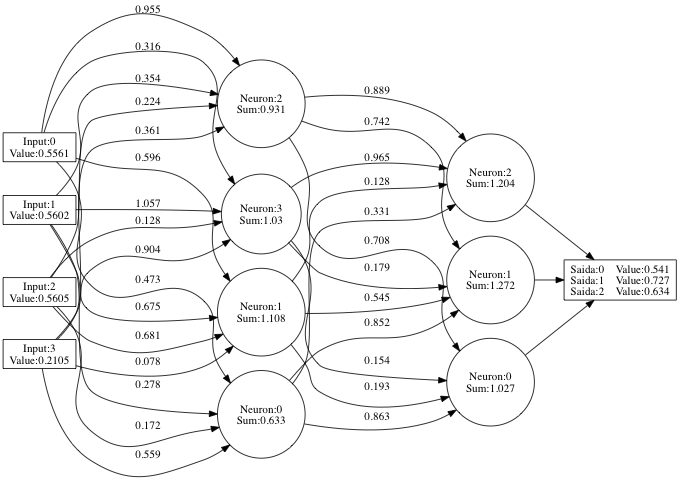 0.955
0.316
0.354
0.224
0.361
0.596
1.057
0.128
0.904
0.473
0.675
0.681
0.078
0.278
0.172
0.559
Input:0
Value:0.5561
Input:1
Value:0.5602
Input:2
Value:0.5605
Input:3
Value:0.2105
Neuron:2
Sum:0.931
Neuron:3
Sum:1.03
Neuron:1
Sum:1.108
Neuron:0
Sum:0.633
0.889
0.742
0.965
0.128
0.331
0.708
0.179
0.545
0.852
0.154
0.193
0.863
Neuron:2
Sum:1.204
Neuron:1
Sum:1.272
Neuron:0
Sum:1.027
Saida:0 Value:0.541
Saida:1 Value:0.727
Saida:2 Value:0.634